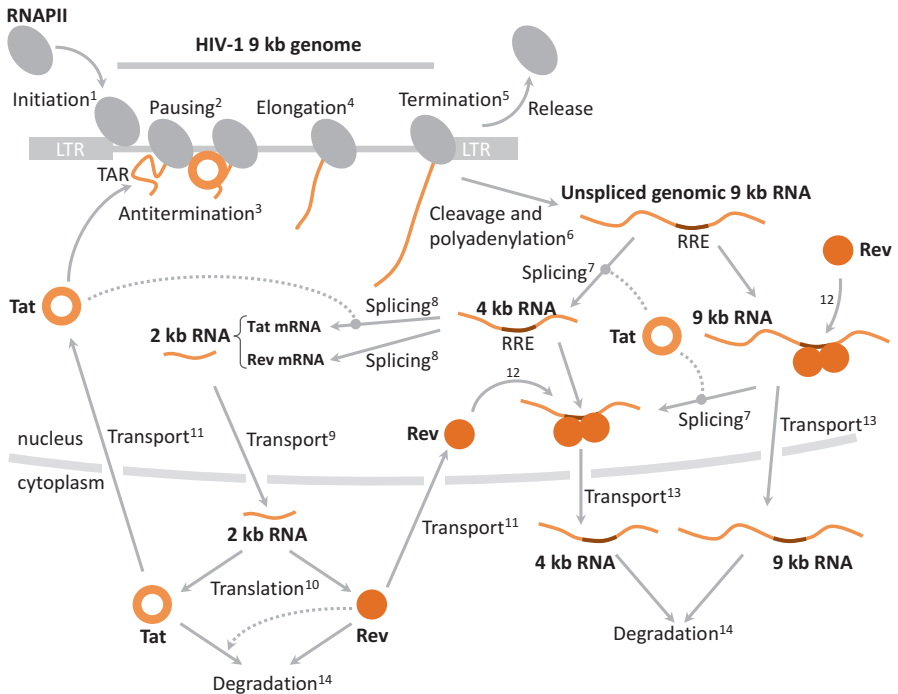 RNAPII
HIV-1 9 kb genome
Initiation1
Pausing2
Elongation4
Termination5
Release
LTR
LTR
TAR
Antitermination3
Cleavage and
polyadenylation6
Unspliced genomic 9 kb RNA
RRE
Rev
Splicing7
12
Tat
Splicing8
4 kb RNA
9 kb RNA
2 kb RNA
Tat mRNA
Rev mRNA
RRE
Tat
Splicing8
12
Splicing7
Rev
nucleus
Transport11
Transport9
Transport13
cytoplasm
Transport13
Transport11
2 kb RNA
4 kb RNA
9 kb RNA
Translation10
Tat
Rev
Degradation14
Degradation14